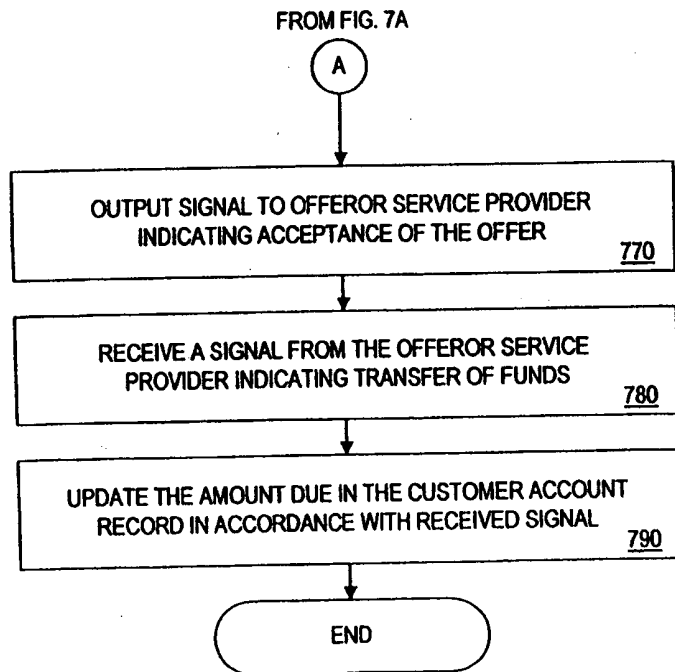 FROM FIG. 7A
A
OUTPUT SIGNAL TO OFFEROR SERVICE PROVIDER
INDICATING ACCEPTANCE OF THE OFFER
770
RECEIVE A SIGNAL FROM THE OFFEROR SERVICE
PROVIDER INDICATING TRANSFER OF FUNDS
780
UPDATE THE AMOUNT DUE IN THE CUSTOMER ACCOUNT
RECORD IN ACCORDANCE WITH RECEIVED SIGNAL
790
END